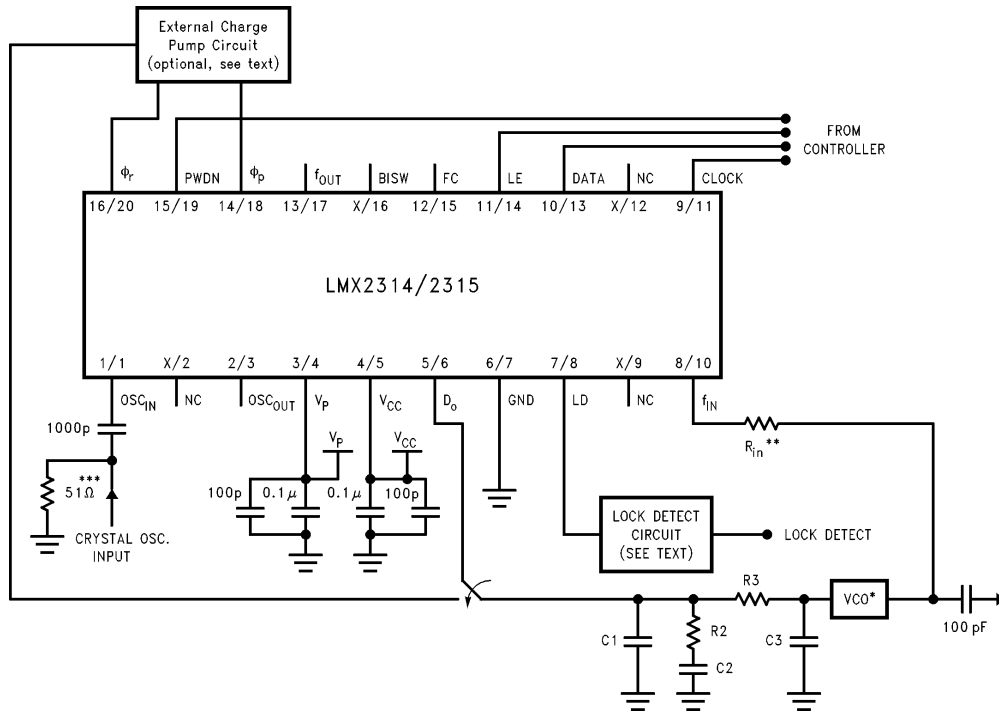 External Charge
Pump Circuit
(optional, see text)
FROM
CONTROLLER
ϕr
PWDN
ϕp
fOUT
BISW
FC
LE
DATA
NC
CLOCK
16/20
15/19
14/18
13/17
X/16
12/15
11/14
10/13
X/12
9/11
LMX2314/2315
1/1
X/2
2/3
3/4
4/5
5/6
6/7
7/8
X/9
8/10
OSCIN
NC
OSCOUT
VP
VCC
Do
GND
LD
NC
fIN
1000p
VP
VCC
Rin**
51Ω***
100p
0.1μ
0.1μ
100p
CRYSTAL OSC.
INPUT
LOCK DETECT
CIRCUIT
(SEE TEXT)
LOCK DETECT
R3
VCO*
100 pF
C1
R2
C2
C3